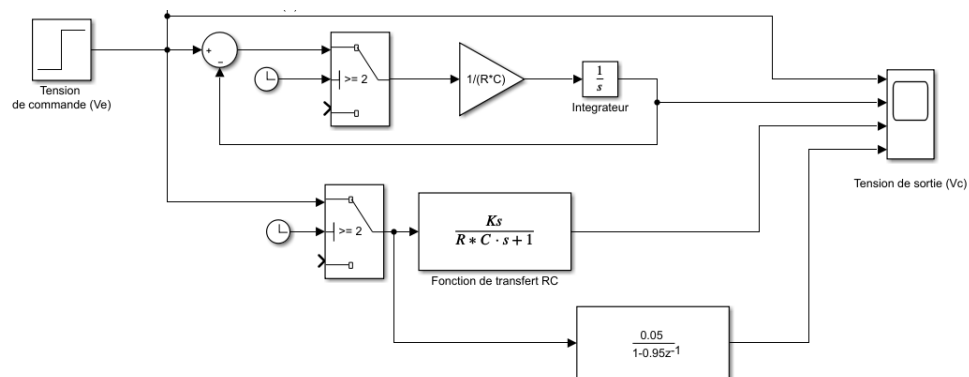 +
−
>= 2
1/(R*C)
1
s
Integrateur
Tension
de commande (Ve)
Tension de sortie (Vc)
>= 2
Ks
R ∗ C · s + 1
Fonction de transfert RC
0.05
1-0.95z-1